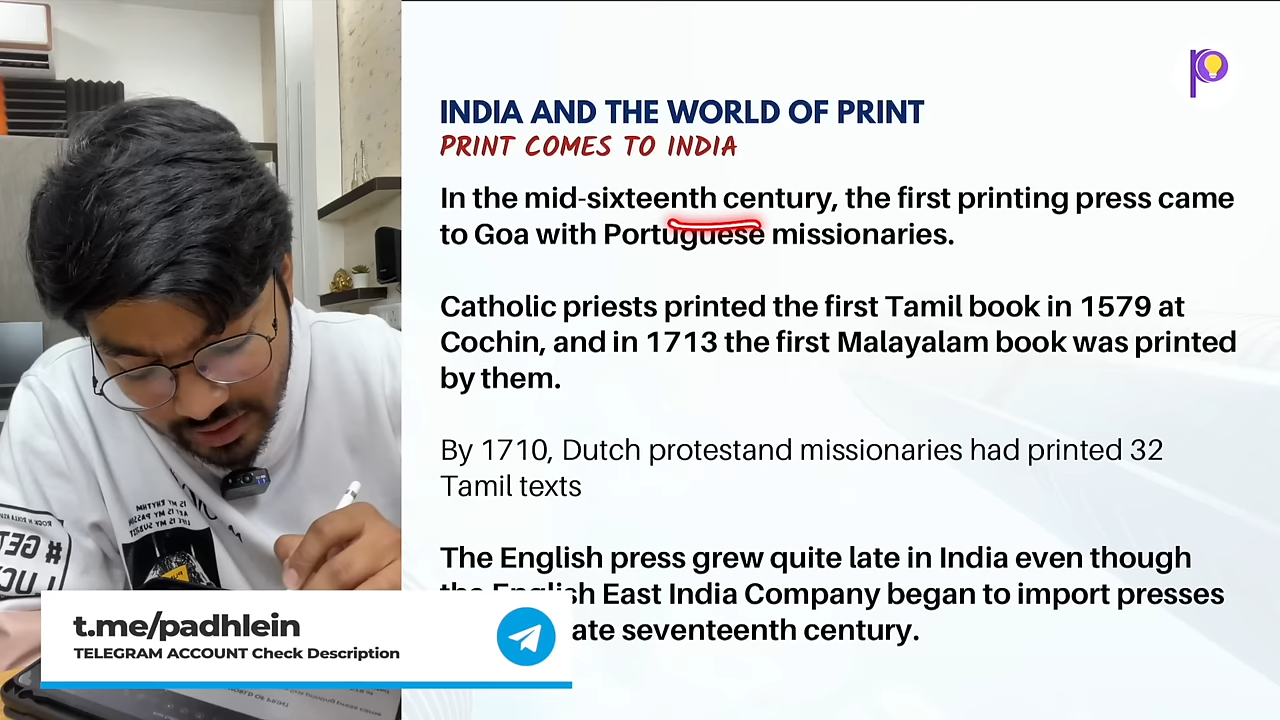 INDIA AND THE WORLD OF PRINT
PRINT COMES TO INDIA
In the mid-sixteenth century, the first printing press came
to Goa with Portuguese missionaries.
Catholic priests printed the first Tamil book in 1579 at
Cochin, and in 1713 the first Malayalam book was printed
by them.
By 1710, Dutch protestand missionaries had printed 32
Tamil texts
The English press grew quite late in India even though
the English East India Company began to import presses
ate seventeenth century.
t.me/padhlein
TELEGRAM ACCOUNT Check Description